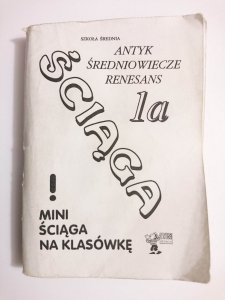 SZKOŁA ŚREDNIA
ANTYK
ŚREDNIOWIECZE
RENESANS
1a
ŚCIĄGA
!
MINI
ŚCIĄGA
NA KLASÓWKĘ